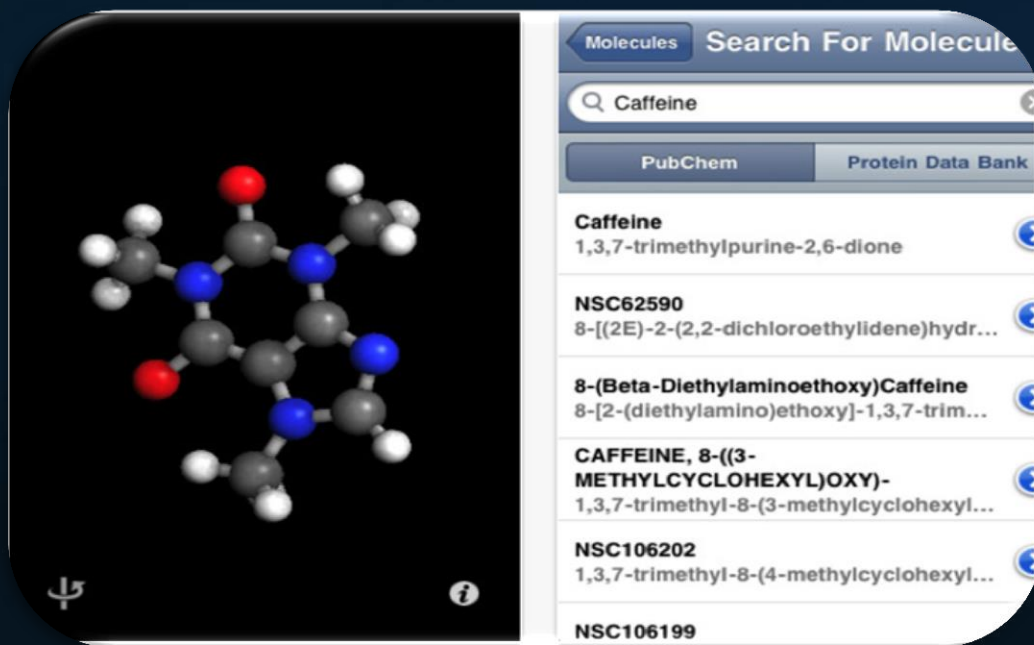 Molecules
Search For Molecule
Caffeine
PubChem
Protein Data Bank
Caffeine
1,3,7-trimethylpurine-2,6-dione
NSC62590
8-[(2E)-2-(2,2-dichloroethylidene)hydr...
8-(Beta-Diethylaminoethoxy)Caffeine
8-[2-(diethylamino)ethoxy]-1,3,7-trim...
CAFFEINE, 8-((3-
METHYLCYCLOHEXYL)OXY)-
1,3,7-trimethyl-8-(3-methylcyclohexyl...
NSC106202
1,3,7-trimethyl-8-(4-methylcyclohexyl...
NSC106199
i